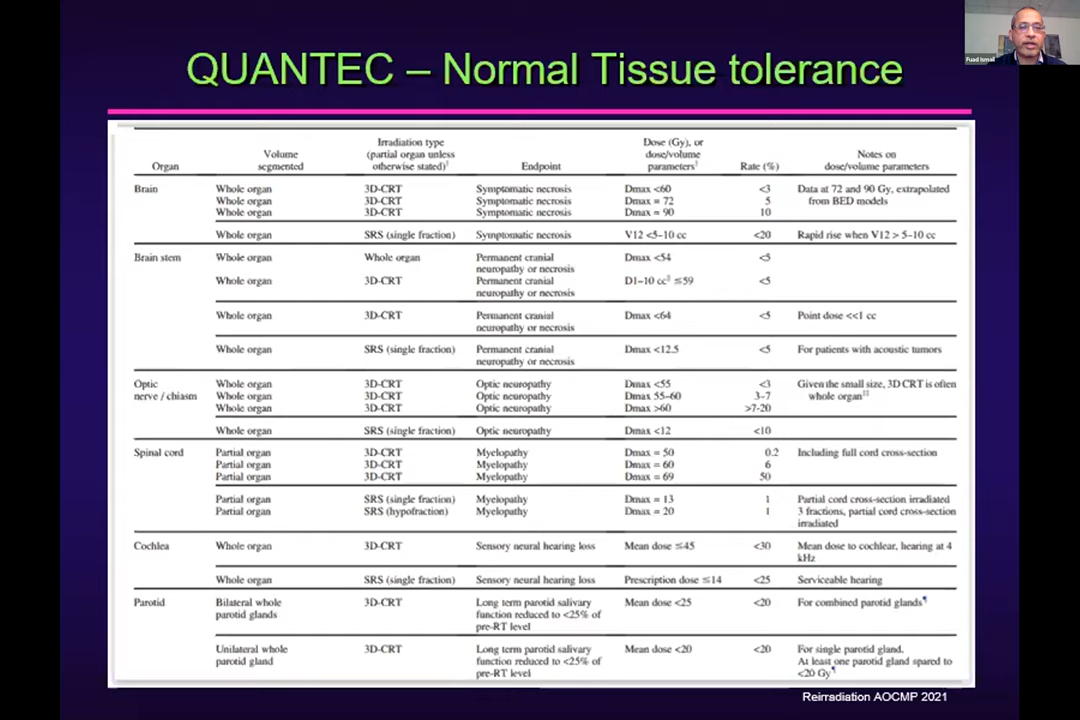 QUANTEC – Normal Tissue tolerance
Fuad Ismail
Organ Volume segmented Irradiation type (partial organ unless otherwise stated)† Endpoint Dose (Gy), or dose/volume parameters† Rate (%) Notes on dose/volume parameters
Brain Whole organ 3D-CRT Symptomatic necrosis Dmax <60 <3 Data at 72 and 90 Gy, extrapolated
Whole organ 3D-CRT Symptomatic necrosis Dmax = 72 5 from BED models
Whole organ 3D-CRT Symptomatic necrosis Dmax = 90 10
Whole organ SRS (single fraction) Symptomatic necrosis V12 <5–10 cc <20 Rapid rise when V12 > 5–10 cc
Brain stem Whole organ Whole organ Permanent cranial Dmax <54 <5
neuropathy or necrosis
Whole organ 3D-CRT Permanent cranial D1–10 cc‖ ≤59 <5
neuropathy or necrosis
Whole organ 3D-CRT Permanent cranial Dmax <64 <5 Point dose <<1 cc
neuropathy or necrosis
Whole organ SRS (single fraction) Permanent cranial Dmax <12.5 <5 For patients with acoustic tumors
neuropathy or necrosis
Optic Whole organ 3D-CRT Optic neuropathy Dmax <55 <3 Given the small size, 3D CRT is often
nerve / chiasm Whole organ 3D-CRT Optic neuropathy Dmax 55–60 3–7 whole organ‡‡
Whole organ 3D-CRT Optic neuropathy Dmax >60 >7-20
Whole organ SRS (single fraction) Optic neuropathy Dmax <12 <10
Spinal cord Partial organ 3D-CRT Myelopathy Dmax = 50 0.2 Including full cord cross-section
Partial organ 3D-CRT Myelopathy Dmax = 60 6
Partial organ 3D-CRT Myelopathy Dmax = 69 50
Partial organ SRS (single fraction) Myelopathy Dmax = 13 1 Partial cord cross-section irradiated
Partial organ SRS (hypofraction) Myelopathy Dmax = 20 1 3 fractions, partial cord cross-section
irradiated
Cochlea Whole organ 3D-CRT Sensory neural hearing loss Mean dose ≤45 <30 Mean dose to cochlear, hearing at 4
kHz
Whole organ SRS (single fraction) Sensory neural hearing loss Prescription dose ≤14 <25 Serviceable hearing
Parotid Bilateral whole 3D-CRT Long term parotid salivary Mean dose <25 <20 For combined parotid glands¶
parotid glands function reduced to <25% of
pre-RT level
Unilateral whole 3D-CRT Long term parotid salivary Mean dose <20 <20 For single parotid gland.
parotid gland function reduced to <25% of At least one parotid gland spared to
pre-RT level <20 Gy¶
Reirradiation AOCMP 2021